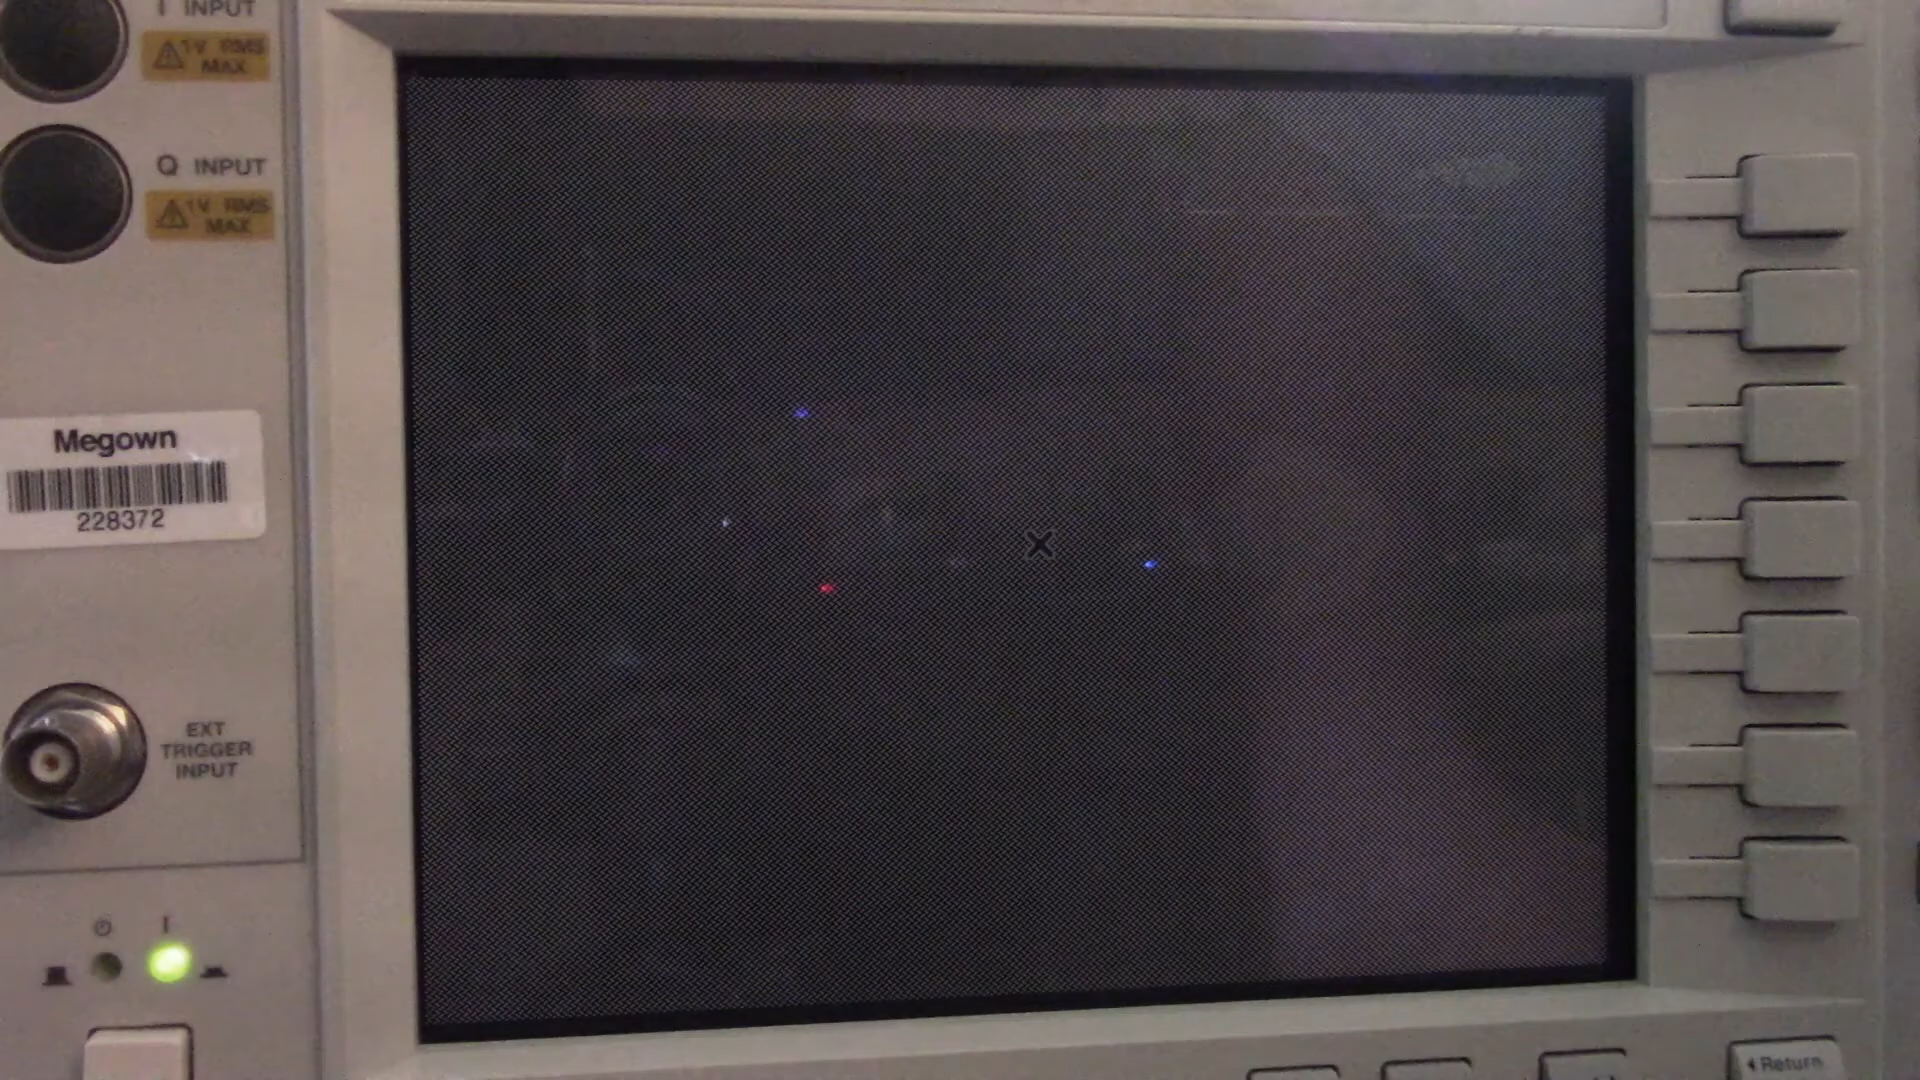 I INPUT
1V RMS
MAX
Q INPUT
1V RMS
MAX
Megown
228372
EXT
TRIGGER
INPUT
Return